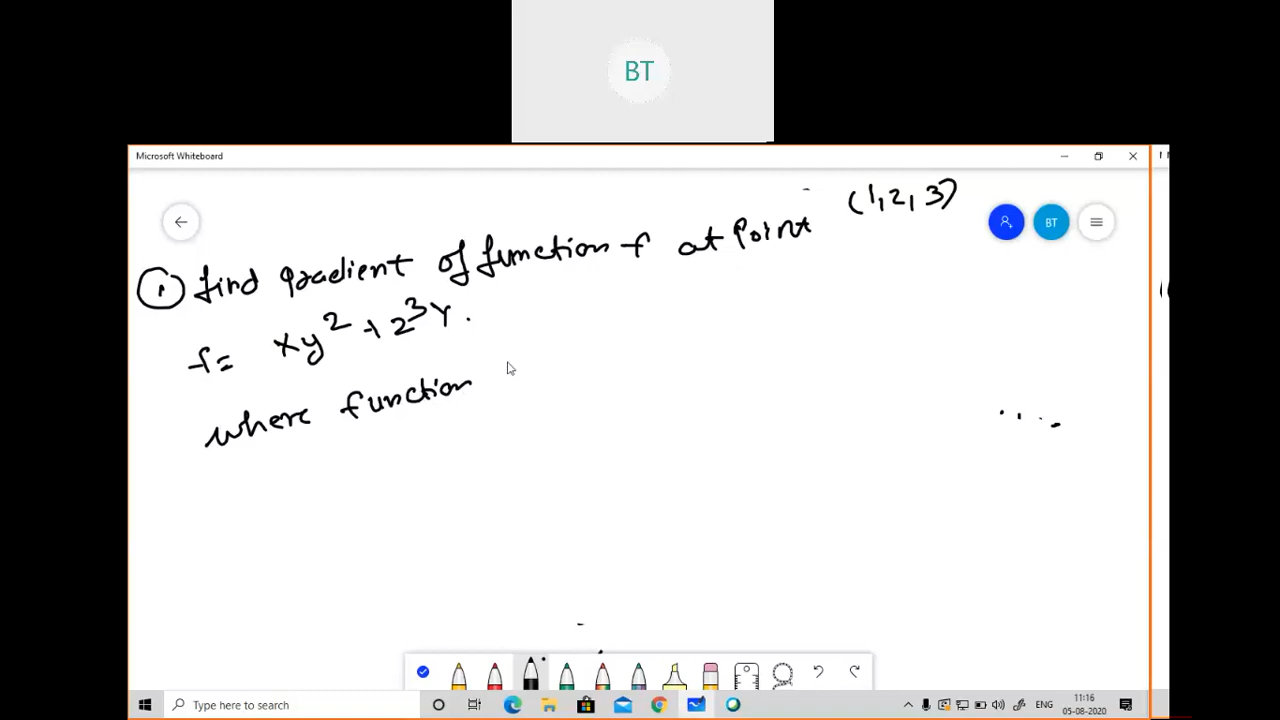 BT
Microsoft Whiteboard
(1,2,3)
BT
① find gradient of function f at point
f= xy² + z³y.
where function
Type here to search
ENG
11:16
05-08-2020